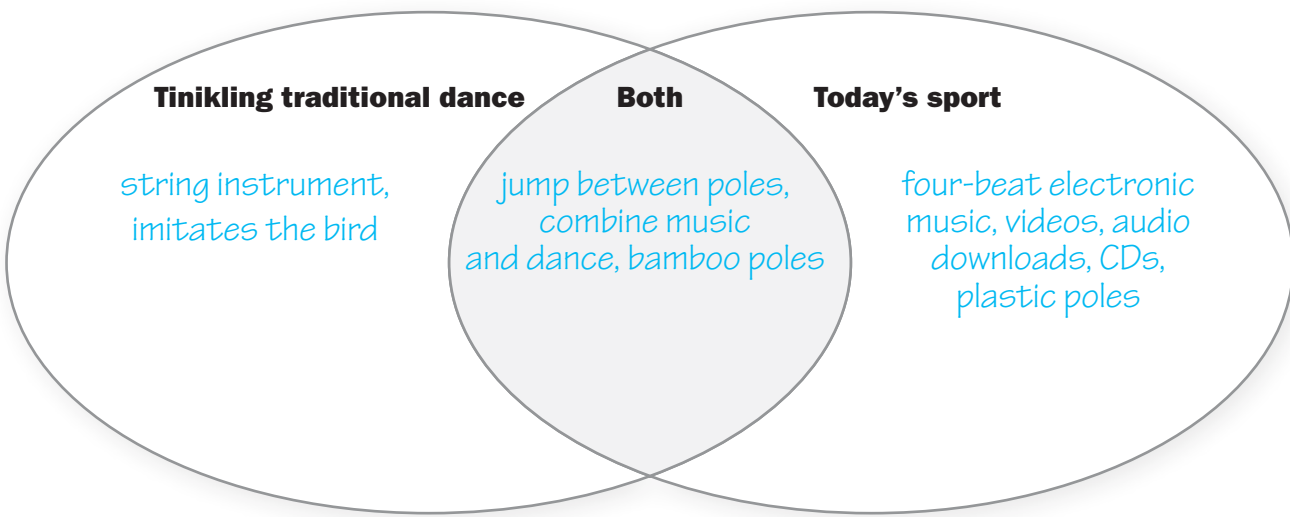 Tinikling traditional dance
string instrument,
imitates the bird
Both
jump between poles,
combine music
and dance, bamboo poles
Today's sport
four-beat electronic
music, videos, audio
downloads, CDs,
plastic poles